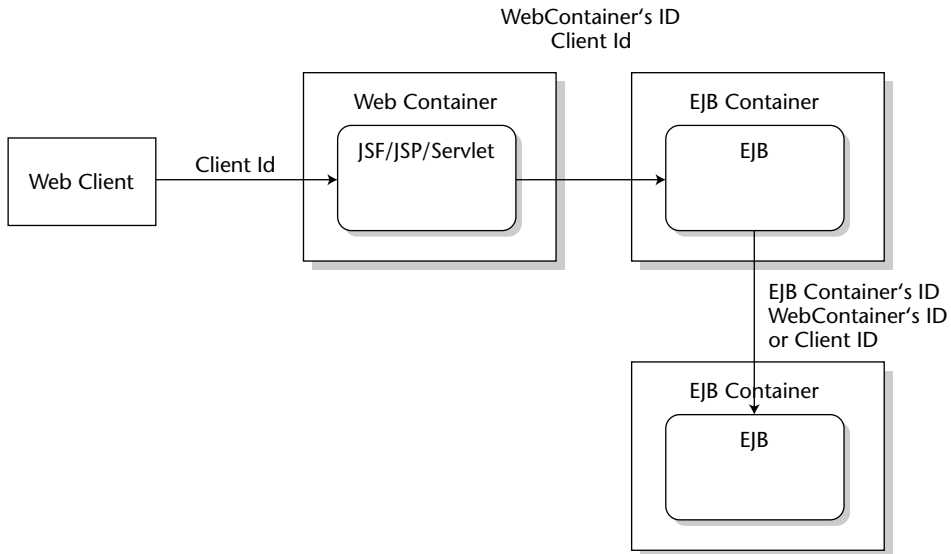 WebContainer‘s ID
Client Id
Web Container
EJB Container
JSF/JSP/Servlet
EJB
Client Id
Web Client
EJB Container‘s ID
WebContainer‘s ID
or Client ID
EJB Container
EJB